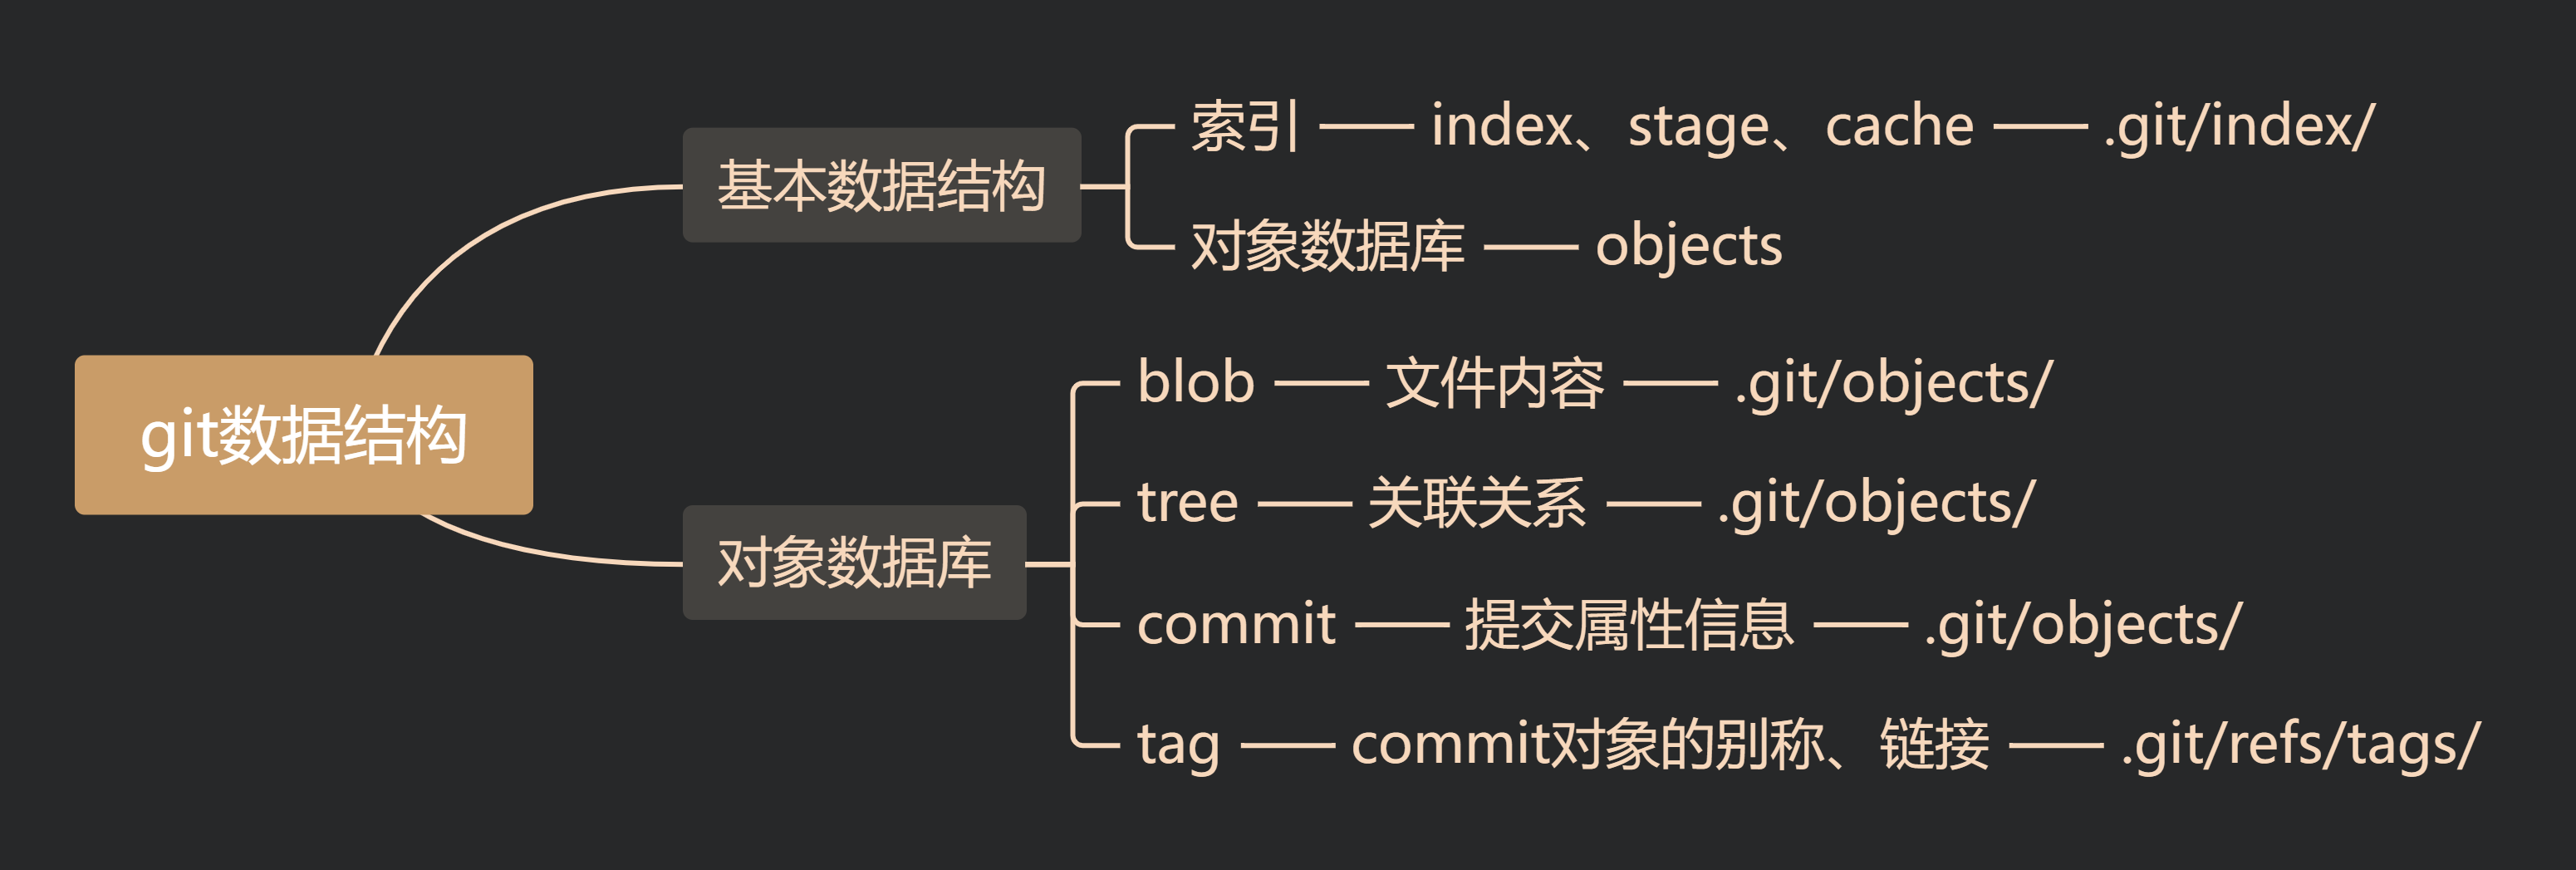 git数据结构
基本数据结构
索引
index、stage、cache
.git/index/
对象数据库
objects
对象数据库
blob
文件内容
.git/objects/
tree
关联关系
.git/objects/
commit
提交属性信息
.git/objects/
tag
commit对象的别称、链接
.git/refs/tags/